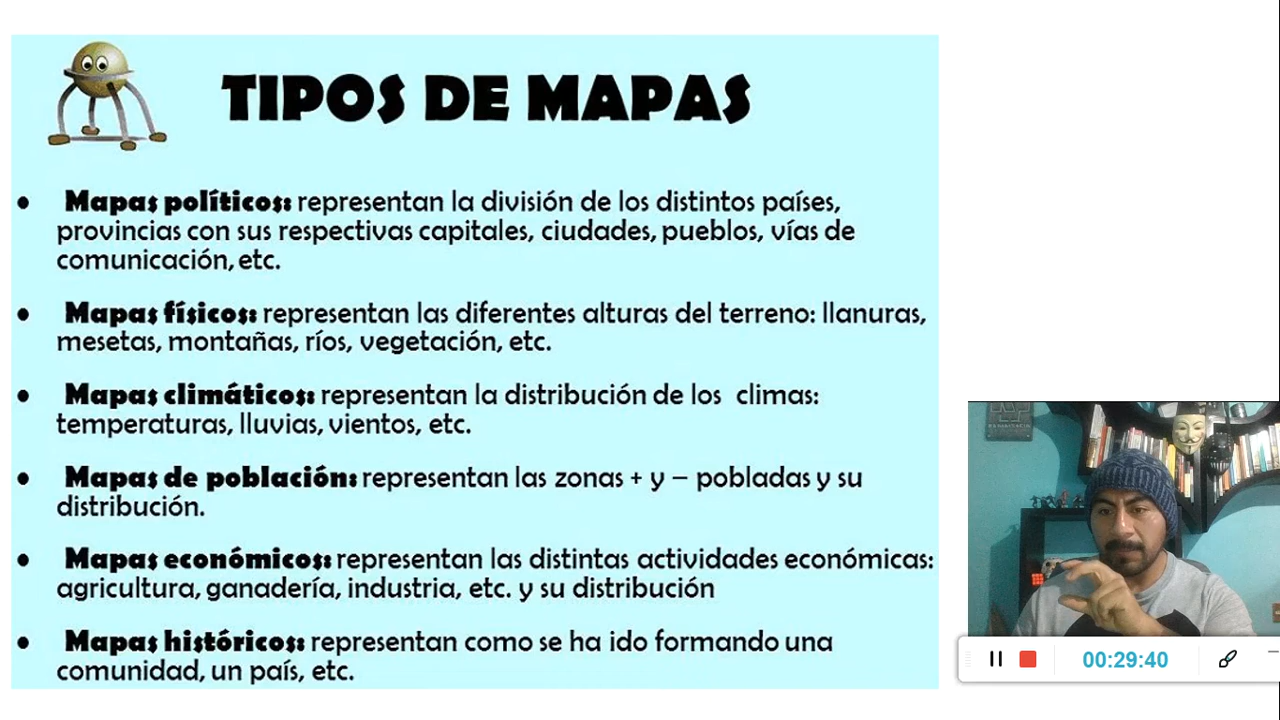 TIPOS DE MAPAS
• Mapas políticos: representan la división de los distintos países,
provincias con sus respectivas capitales, ciudades, pueblos, vías de
comunicación, etc.
• Mapas físicos: representan las diferentes alturas del terreno: llanuras,
mesetas, montañas, ríos, vegetación, etc.
• Mapas climáticos: representan la distribución de los climas:
temperaturas, lluvias, vientos, etc.
• Mapas de población: representan las zonas + y – pobladas y su
distribución.
• Mapas económicos: representan las distintas actividades económicas:
agricultura, ganadería, industria, etc. y su distribución
• Mapas históricos: representan como se ha ido formando una
comunidad, un país, etc.
RAMMSTEIN
00:29:40